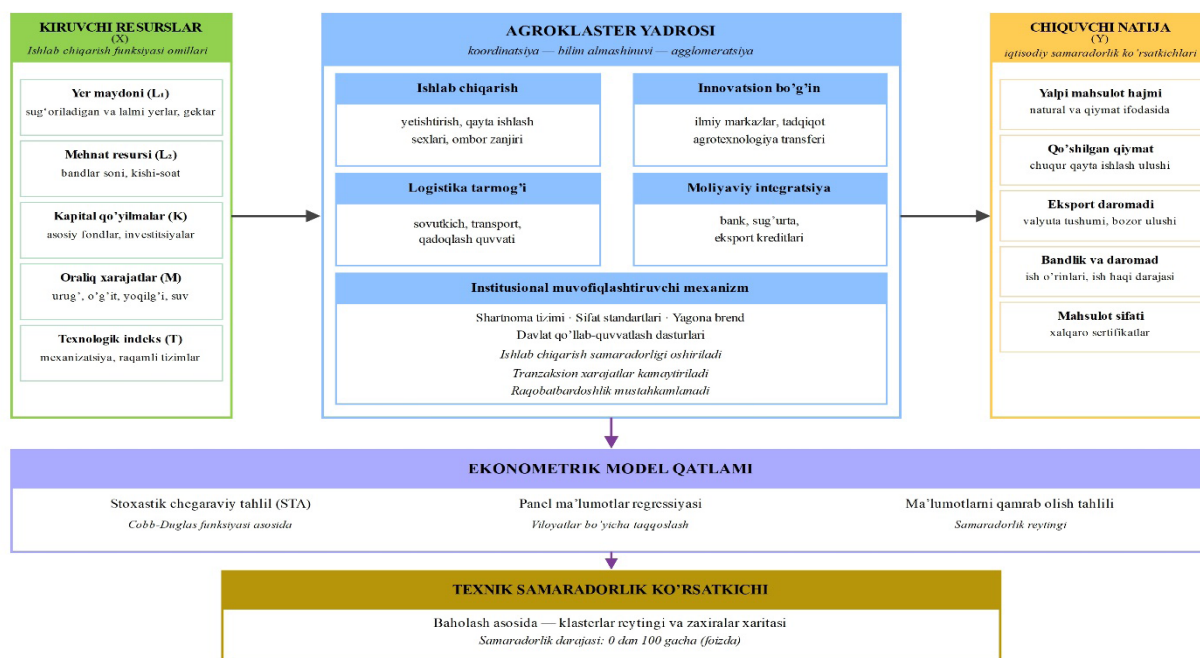 KIRUVCHI RESURSLAR
(X)
Ishlab chiqarish funksiyasi omillari
Yer maydoni (L₁)
sug'oriladigan va lalmi yerlar, gektar
Mehnat resursi (L₂)
bandlar soni, kishi-soat
Kapital qo'yilmalar (K)
asosiy fondlar, investitsiyalar
Oraliq xarajatlar (M)
urug', o'g'it, yoqilg'i, suv
Texnologik indeks (T)
mexanizatsiya, raqamli tizimlar
AGROKLASTER YADROSI
koordinatsiya — bilim almashinuvi — agglomeratsiya
Ishlab chiqarish
yetishtirish, qayta ishlash
sexlari, ombor zanjiri
Innovatsion bo'g'in
ilmiy markazlar, tadqiqot
agrotexnologiya transferi
Logistika tarmog'i
sovutkich, transport,
qadoqlash quvvati
Moliyaviy integratsiya
bank, sug'urta,
eksport kreditlari
Institusional muvofiqlashtiruvchi mexanizm
Shartnoma tizimi · Sifat standartlari · Yagona brend
Davlat qo'llab-quvvatlash dasturlari
Ishlab chiqarish samaradorligi oshiriladi
Tranzaksion xarajatlar kamaytiriladi
Raqobatbardoshlik mustahkamlanadi
CHIQUVCHI NATIJA
(Y)
iqtisodiy samaradorlik ko'rsatkichlari
Yalpi mahsulot hajmi
natural va qiymat ifodasida
Qo'shilgan qiymat
chuqur qayta ishlash ulushi
Eksport daromadi
valyuta tushumi, bozor ulushi
Bandlik va daromad
ish o'rinlari, ish haqi darajasi
Mahsulot sifati
xalqaro sertifikatlar
EKONOMETRIK MODEL QATLAMI
Stoxastik chegaraviy tahlil (STA)
Cobb-Duglas funksiyasi asosida
Panel ma'lumotlar regressiyasi
Viloyatlar bo'yicha taqqoslash
Ma'lumotlarni qamrab olish tahlili
Samaradorlik reytingi
TEXNIK SAMARADORLIK KO'RSATKICHI
Baholash asosida — klasterlar reytingi va zaxiralar xaritasi
Samaradorlik darajasi: 0 dan 100 gacha (foizda)